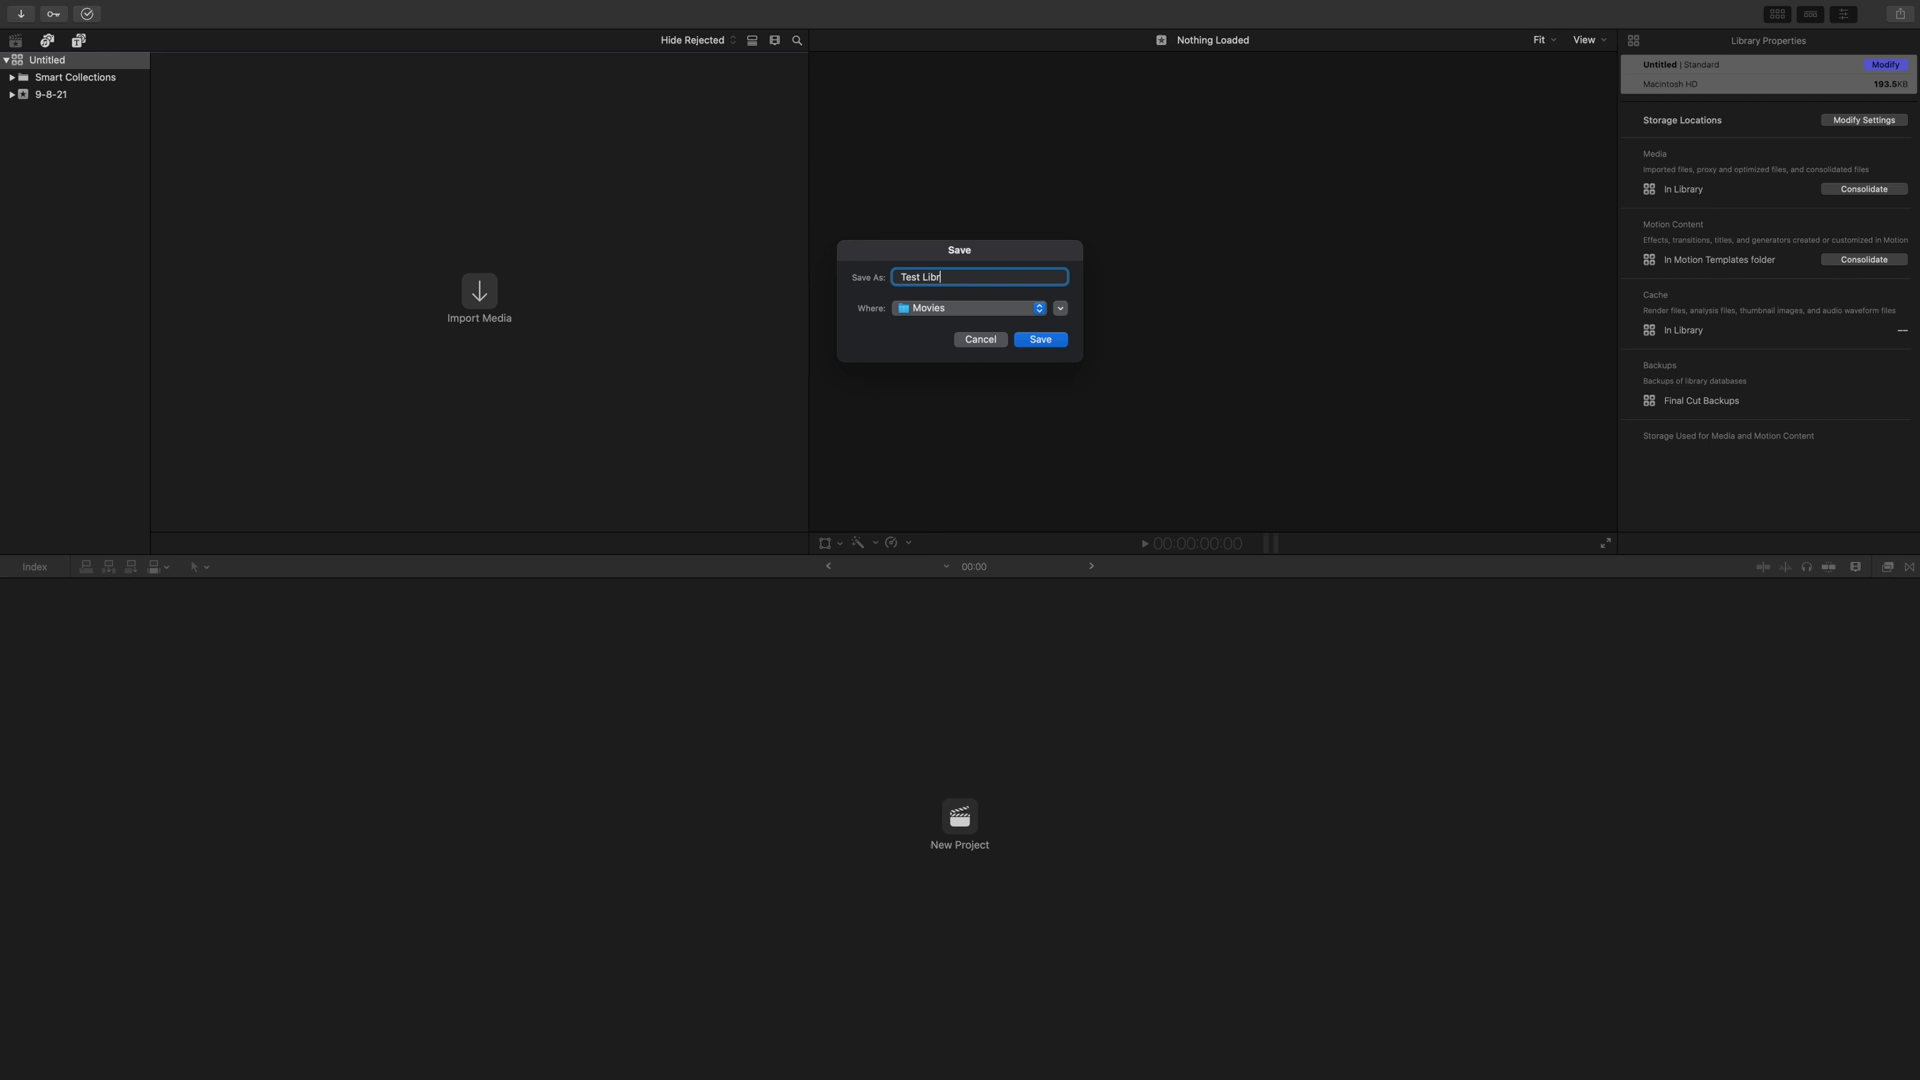 Hide Rejected
Nothing Loaded
Fit
View
Library Properties
Untitled
Smart Collections
9-8-21
Untitled | Standard
Modify
Macintosh HD
193.5KB
Storage Locations
Modify Settings
Media
Imported files, proxy and optimized files, and consolidated files
In Library
Consolidate
Motion Content
Effects, transitions, titles, and generators created or customized in Motion
In Motion Templates folder
Consolidate
Cache
Render files, analysis files, thumbnail images, and audio waveform files
In Library
Backups
Backups of library databases
Final Cut Backups
Storage Used for Media and Motion Content
Import Media
Save
Save As:
Test Libr
Where:
Movies
Cancel
Save
00:00:00:00
Index
00:00
New Project